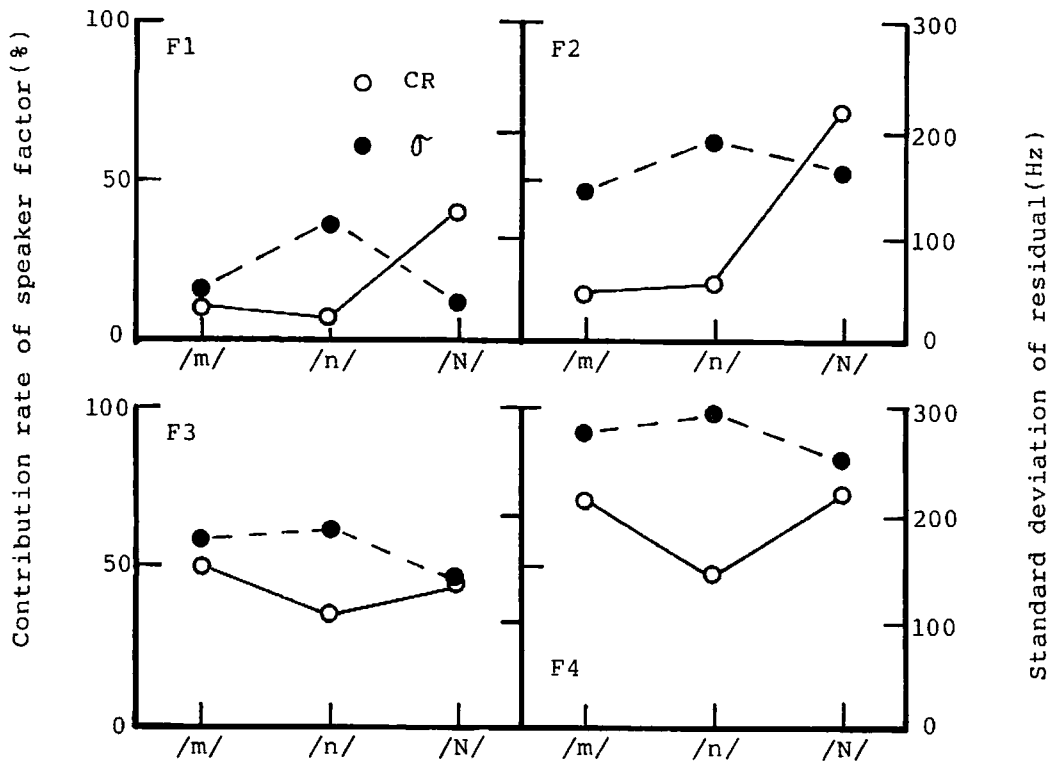 Contribution rate of speaker factor(%)
100
50
0
F1
CR
σ
/m/ /n/ /N/
F2
300
200
100
0
/m/ /n/ /N/
100
50
0
F3
/m/ /n/ /N/
F4
300
200
100
0
/m/ /n/ /N/
Standard deviation of residual(Hz)